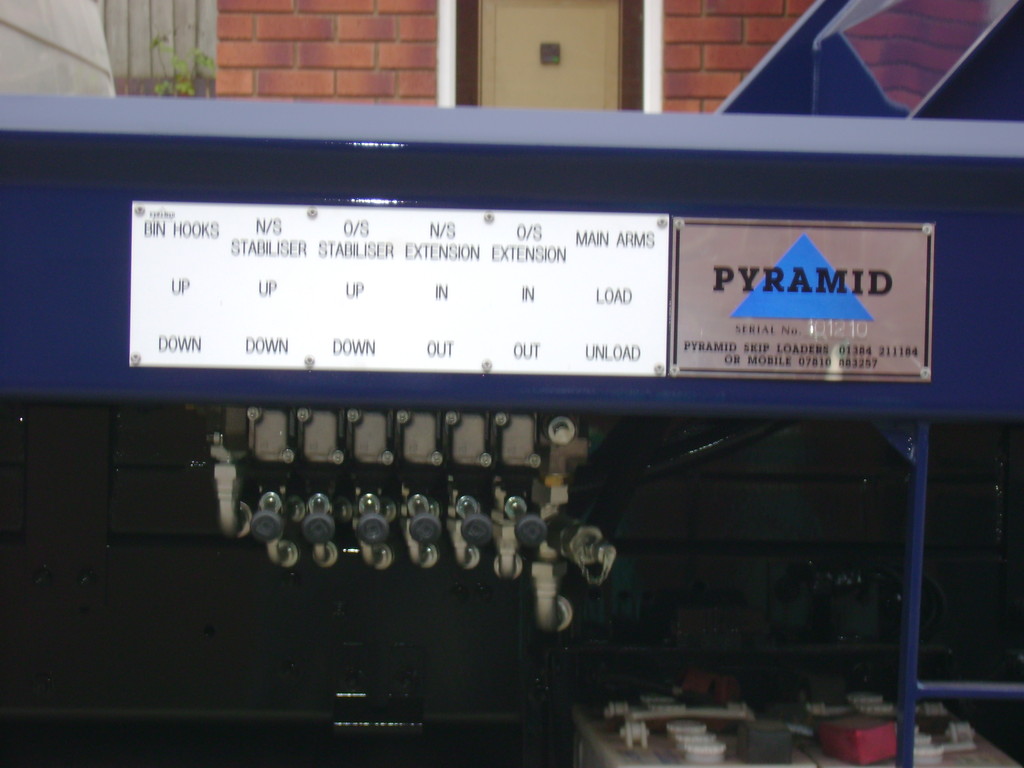 BIN HOOKS N/S STABILISER O/S STABILISER N/S EXTENSION O/S EXTENSION MAIN ARMS
UP UP UP IN IN LOAD
DOWN DOWN DOWN OUT OUT UNLOAD
PYRAMID
SERIAL No. 101210
PYRAMID SKIP LOADERS 01384 211184
OR MOBILE 07810 883257